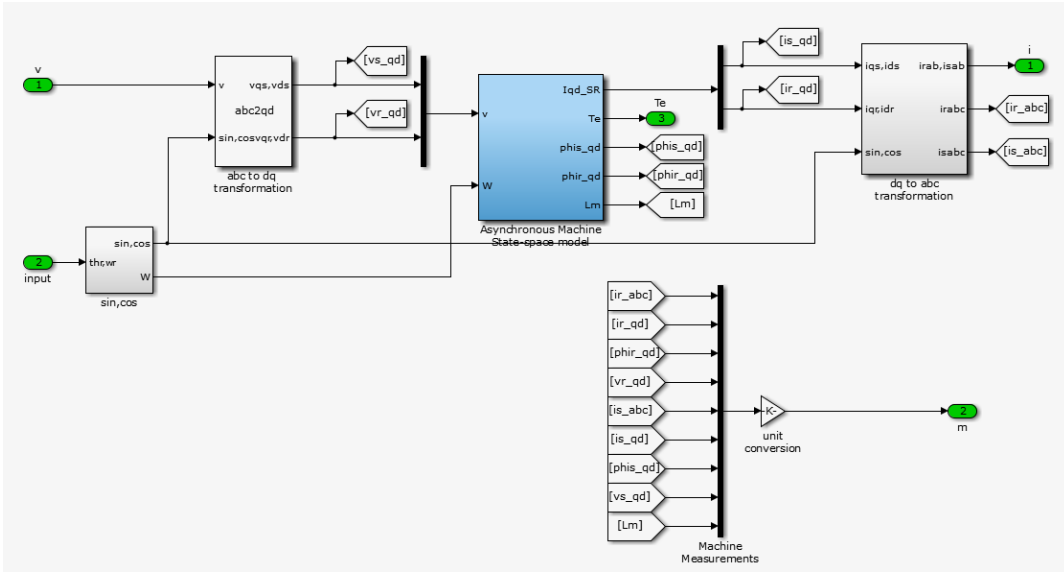 v
1
v
vqs,vds
abc2qd
sin,cos
vqr,vdr
abc to dq
transformation
[vs_qd]
[vr_qd]
v
W
Iqd_SR
Te
phis_qd
phir_qd
Lm
Asynchronous Machine
State-space model
Te
3
[phis_qd]
[phir_qd]
[Lm]
[is_qd]
[ir_qd]
iqs,ids
iqr,idr
sin,cos
irab,isab
irabc
isabc
dq to abc
transformation
i
1
[ir_abc]
[is_abc]
2
input
thr,wr
sin,cos
W
sin,cos
[ir_abc]
[ir_qd]
[phir_qd]
[vr_qd]
[is_abc]
[is_qd]
[phis_qd]
[vs_qd]
[Lm]
Machine
Measurements
-K-
unit
conversion
2
m